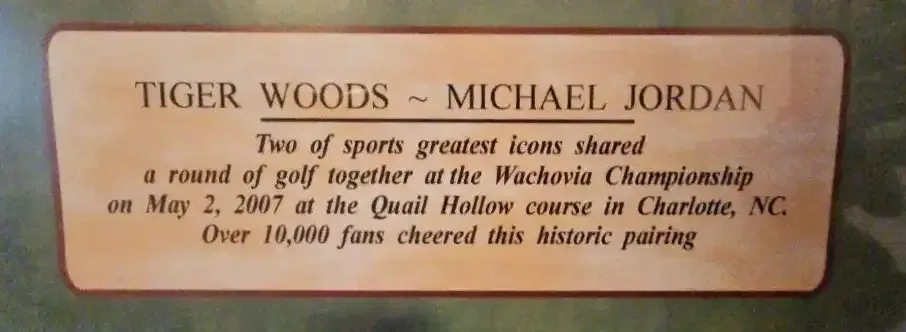 TIGER WOODS ~ MICHAEL JORDAN
Two of sports greatest icons shared
a round of golf together at the Wachovia Championship
on May 2, 2007 at the Quail Hollow course in Charlotte, NC.
Over 10,000 fans cheered this historic pairing